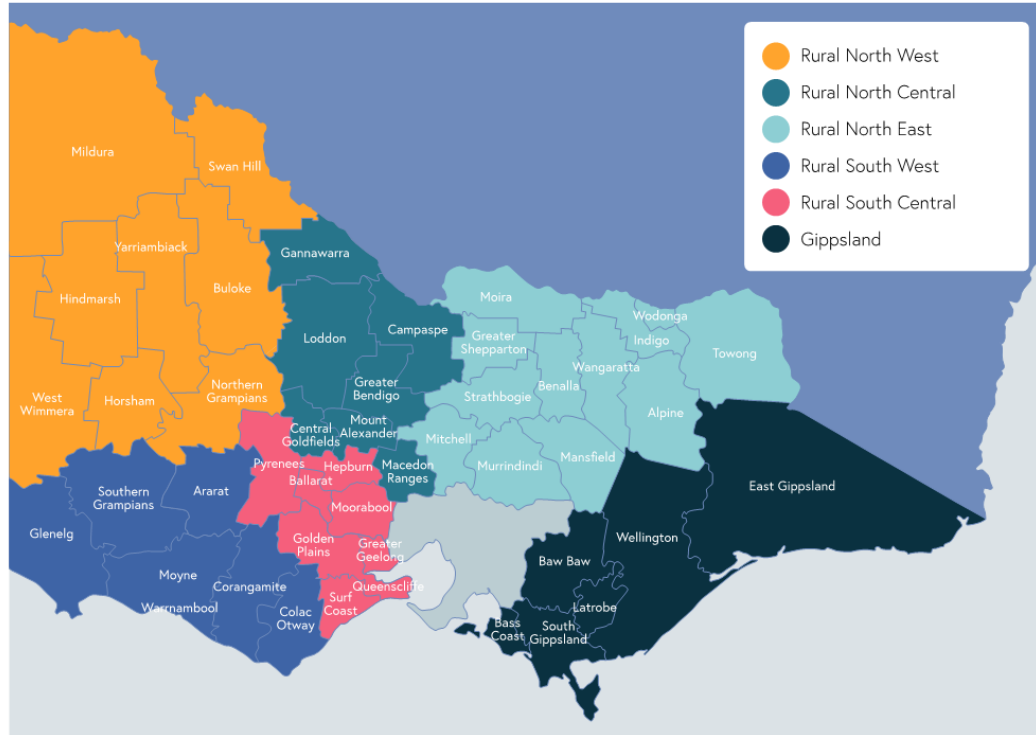 Rural North West
Rural North Central
Rural North East
Rural South West
Rural South Central
Gippsland
Mildura
Swan Hill
Yarriambiack
Gannawarra
Hindmarsh
Buloke
Moira
Wodonga
Campaspe
Loddon
Greater
Shepparton
Indigo
Towong
Wangaratta
Benalla
West
Wimmera
Horsham
Northern
Grampians
Greater
Bendigo
Strathbogie
Alpine
Central
Goldfields
Mount
Alexander
Mitchell
Mansfield
Pyrenees
Hepburn
Macedon
Ranges
Murrindindi
Ballarat
Southern
Grampians
Ararat
East Gippsland
Moorabool
Glenelg
Golden
Plains
Greater
Geelong
Wellington
Baw Baw
Moyne
Corangamite
Queenscliffe
Warrnambool
Colac
Otway
Surf
Coast
Latrobe
Bass
Coast
South
Gippsland